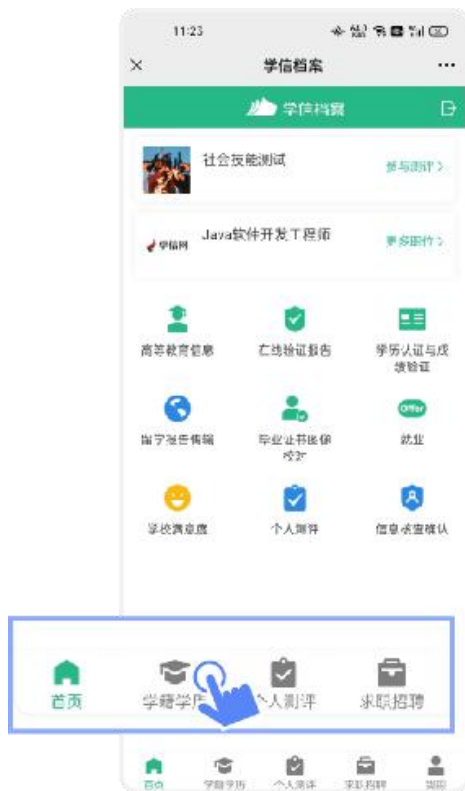 11:23
学信档案
学信档案
社会技能测试
参与测评 >
学信网
Java软件开发工程师
更多职位 >
高等教育信息
在线验证报告
学历认证与成
绩验证
留学报告传输
毕业证书图像
校对
Offer
就业
学校满意度
个人测评
信息核查确认
首页
学籍学历
个人测评
求职招聘
首页
学籍学历
个人测评
求职招聘